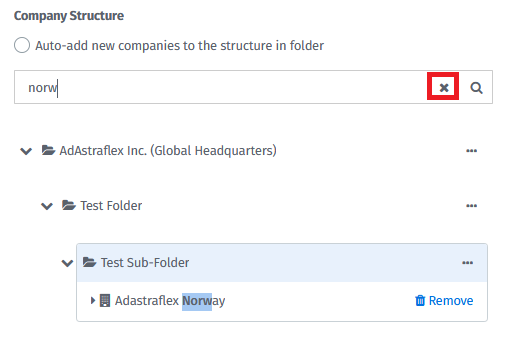 Company Structure
Auto-add new companies to the structure in folder
norw
AdAstraflex Inc. (Global Headquarters)
Test Folder
Test Sub-Folder
Adastraflex Norway Remove